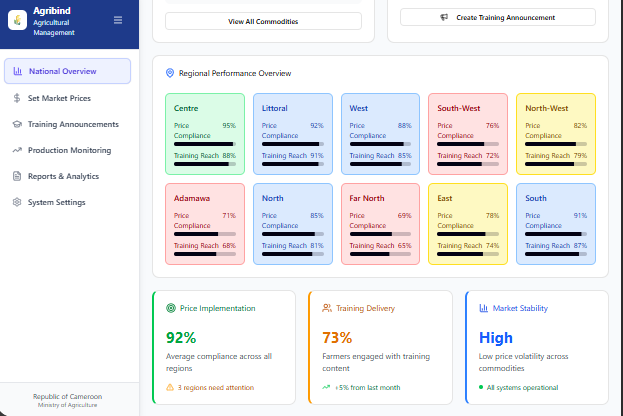 Agribind
Agricultural
Management
National Overview
Set Market Prices
Training Announcements
Production Monitoring
Reports & Analytics
System Settings
Republic of Cameroon
Ministry of Agriculture
View All Commodities
Create Training Announcement
Regional Performance Overview
Centre
Price
Compliance
95%
Training Reach 88%
Littoral
Price
Compliance
92%
Training Reach 91%
West
Price
Compliance
88%
Training Reach 85%
South-West
Price
Compliance
76%
Training Reach 72%
North-West
Price
Compliance
82%
Training Reach 79%
Adamawa
Price
Compliance
71%
Training Reach 68%
North
Price
Compliance
85%
Training Reach 81%
Far North
Price
Compliance
69%
Training Reach 65%
East
Price
Compliance
78%
Training Reach 74%
South
Price
Compliance
91%
Training Reach 87%
Price Implementation
92%
Average compliance across all
regions
3 regions need attention
Training Delivery
73%
Farmers engaged with training
content
+5% from last month
Market Stability
High
Low price volatility across
commodities
All systems operational